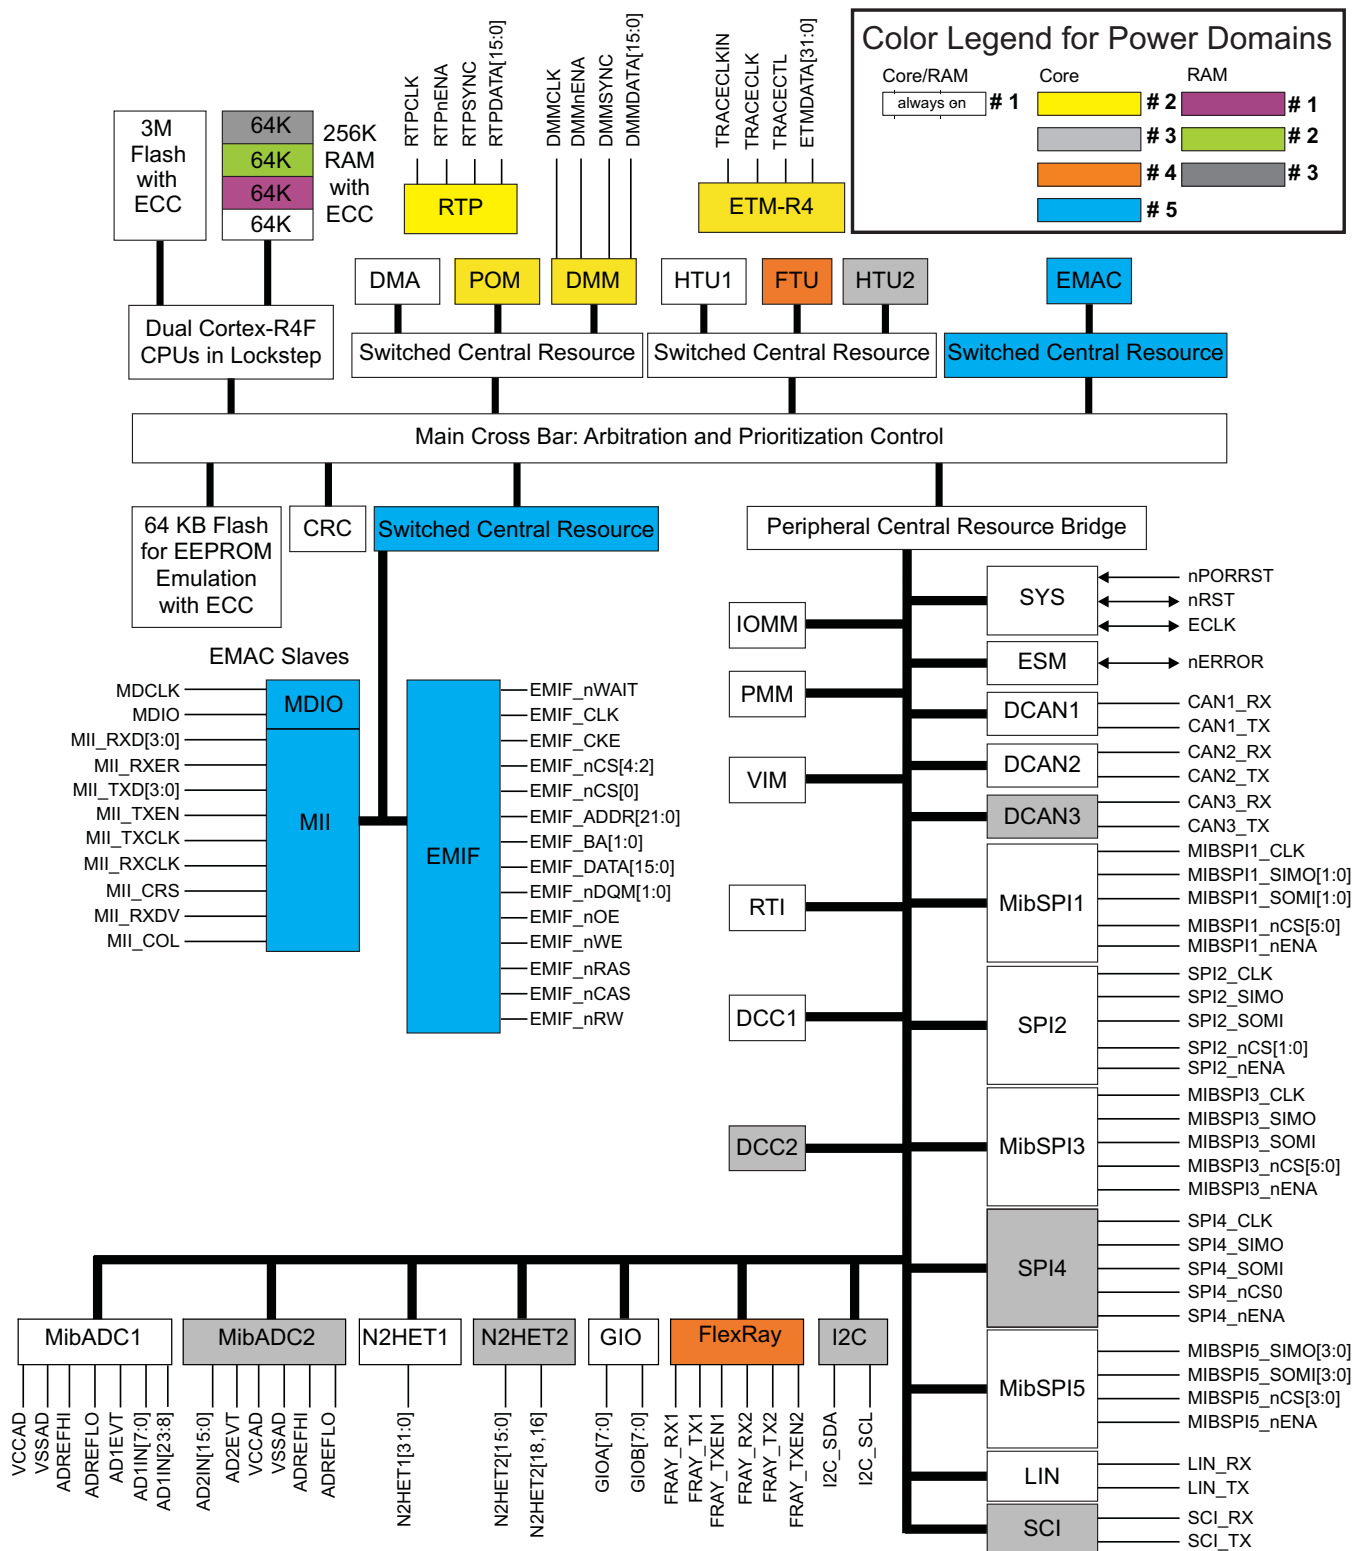 Color Legend for Power Domains
Core/RAM
Core
RAM
always on
# 1
# 2
# 1
# 3
# 2
# 4
# 3
# 5
RTPCLK
RTPnENA
RTPSYNC
RTPDATA[15:0]
DMMCLK
DMMnENA
DMMSYNC
DMMDATA[15:0]
TRACECLKIN
TRACECLK
TRACECTL
ETMDATA[31:0]
3M
Flash
with
ECC
64K
64K
64K
64K
256K
RAM
with
ECC
RTP
ETM-R4
DMA
POM
DMM
HTU1
FTU
HTU2
EMAC
Dual Cortex-R4F
CPUs in Lockstep
Switched Central Resource
Switched Central Resource
Switched Central Resource
Main Cross Bar: Arbitration and Prioritization Control
64 KB Flash
for EEPROM
Emulation
with ECC
CRC
Switched Central Resource
Peripheral Central Resource Bridge
EMAC Slaves
MDCLK
MDIO
MII_RXD[3:0]
MII_RXER
MII_TXD[3:0]
MII_TXEN
MII_TXCLK
MII_RXCLK
MII_CRS
MII_RXDV
MII_COL
MDIO
MII
EMIF
EMIF_nWAIT
EMIF_CLK
EMIF_CKE
EMIF_nCS[4:2]
EMIF_nCS[0]
EMIF_ADDR[21:0]
EMIF_BA[1:0]
EMIF_DATA[15:0]
EMIF_nDQM[1:0]
EMIF_nOE
EMIF_nWE
EMIF_nRAS
EMIF_nCAS
EMIF_nRW
IOMM
PMM
VIM
RTI
DCC1
DCC2
SYS
nPORRST
nRST
ECLK
ESM
nERROR
DCAN1
CAN1_RX
CAN1_TX
DCAN2
CAN2_RX
CAN2_TX
DCAN3
CAN3_RX
CAN3_TX
MibSPI1
MIBSPI1_CLK
MIBSPI1_SIMO[1:0]
MIBSPI1_SOMI[1:0]
MIBSPI1_nCS[5:0]
MIBSPI1_nENA
SPI2
SPI2_CLK
SPI2_SIMO
SPI2_SOMI
SPI2_nCS[1:0]
SPI2_nENA
MibSPI3
MIBSPI3_CLK
MIBSPI3_SIMO
MIBSPI3_SOMI
MIBSPI3_nCS[5:0]
MIBSPI3_nENA
SPI4
SPI4_CLK
SPI4_SIMO
SPI4_SOMI
SPI4_nCS0
SPI4_nENA
MibSPI5
MIBSPI5_SIMO[3:0]
MIBSPI5_SOMI[3:0]
MIBSPI5_nCS[3:0]
MIBSPI5_nENA
LIN
LIN_RX
LIN_TX
SCI
SCI_RX
SCI_TX
MibADC1
MibADC2
N2HET1
N2HET2
GIO
FlexRay
I2C
VCCAD
VSSAD
ADREFHI
ADREFLO
AD1EVT
AD1IN[7:0]
AD1IN[23:8]
AD2IN[15:0]
AD2EVT
VCCAD
VSSAD
ADREFHI
ADREFLO
N2HET1[31:0]
N2HET2[15:0]
N2HET2[18,16]
GIOA[7:0]
GIOB[7:0]
FRAY_RX1
FRAY_TX1
FRAY_TXEN1
FRAY_RX2
FRAY_TX2
FRAY_TXEN2
I2C_SDA
I2C_SCL